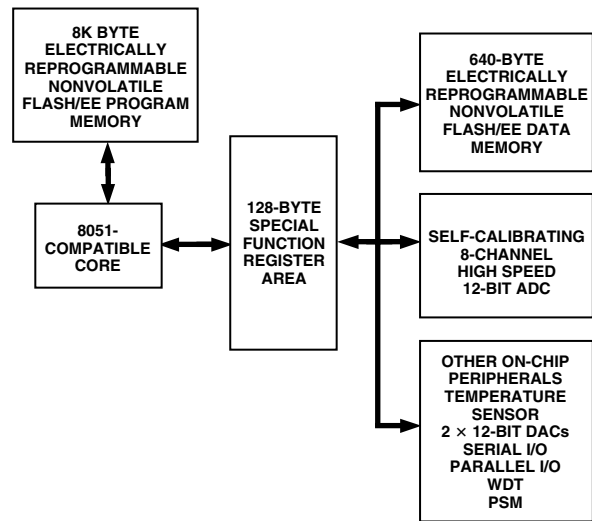 8K BYTE
ELECTRICALLY
REPROGRAMMABLE
NONVOLATILE
FLASH/EE PROGRAM
MEMORY
8051-
COMPATIBLE
CORE
128-BYTE
SPECIAL
FUNCTION
REGISTER
AREA
640-BYTE
ELECTRICALLY
REPROGRAMMABLE
NONVOLATILE
FLASH/EE DATA
MEMORY
SELF-CALIBRATING
8-CHANNEL
HIGH SPEED
12-BIT ADC
OTHER ON-CHIP
PERIPHERALS
TEMPERATURE
SENSOR
2 × 12-BIT DACs
SERIAL I/O
PARALLEL I/O
WDT
PSM